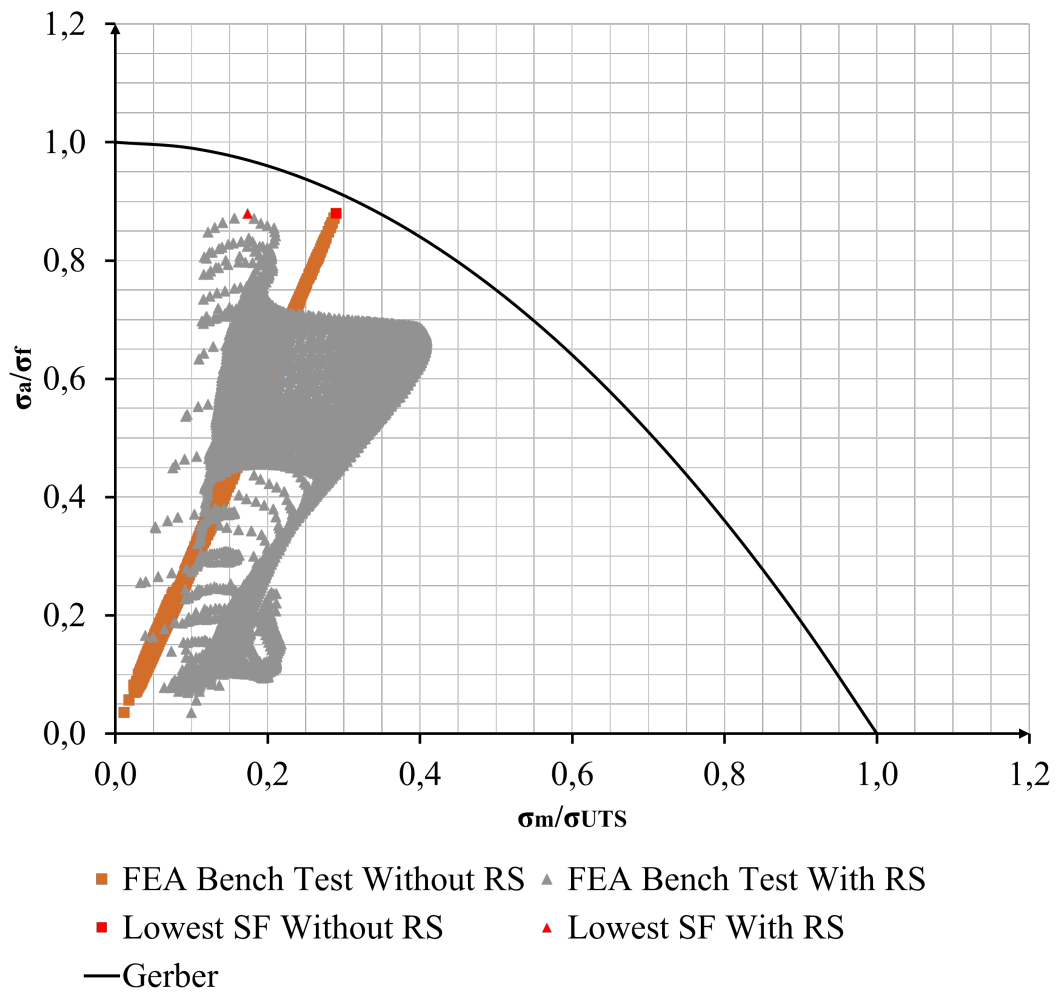 1,2
1,0
0,8
0,6
0,4
0,2
0,0
σa/σf
0,0 0,2 0,4 0,6 0,8 1,0 1,2
σm/σUTS
FEA Bench Test Without RS
FEA Bench Test With RS
Lowest SF Without RS
Lowest SF With RS
Gerber